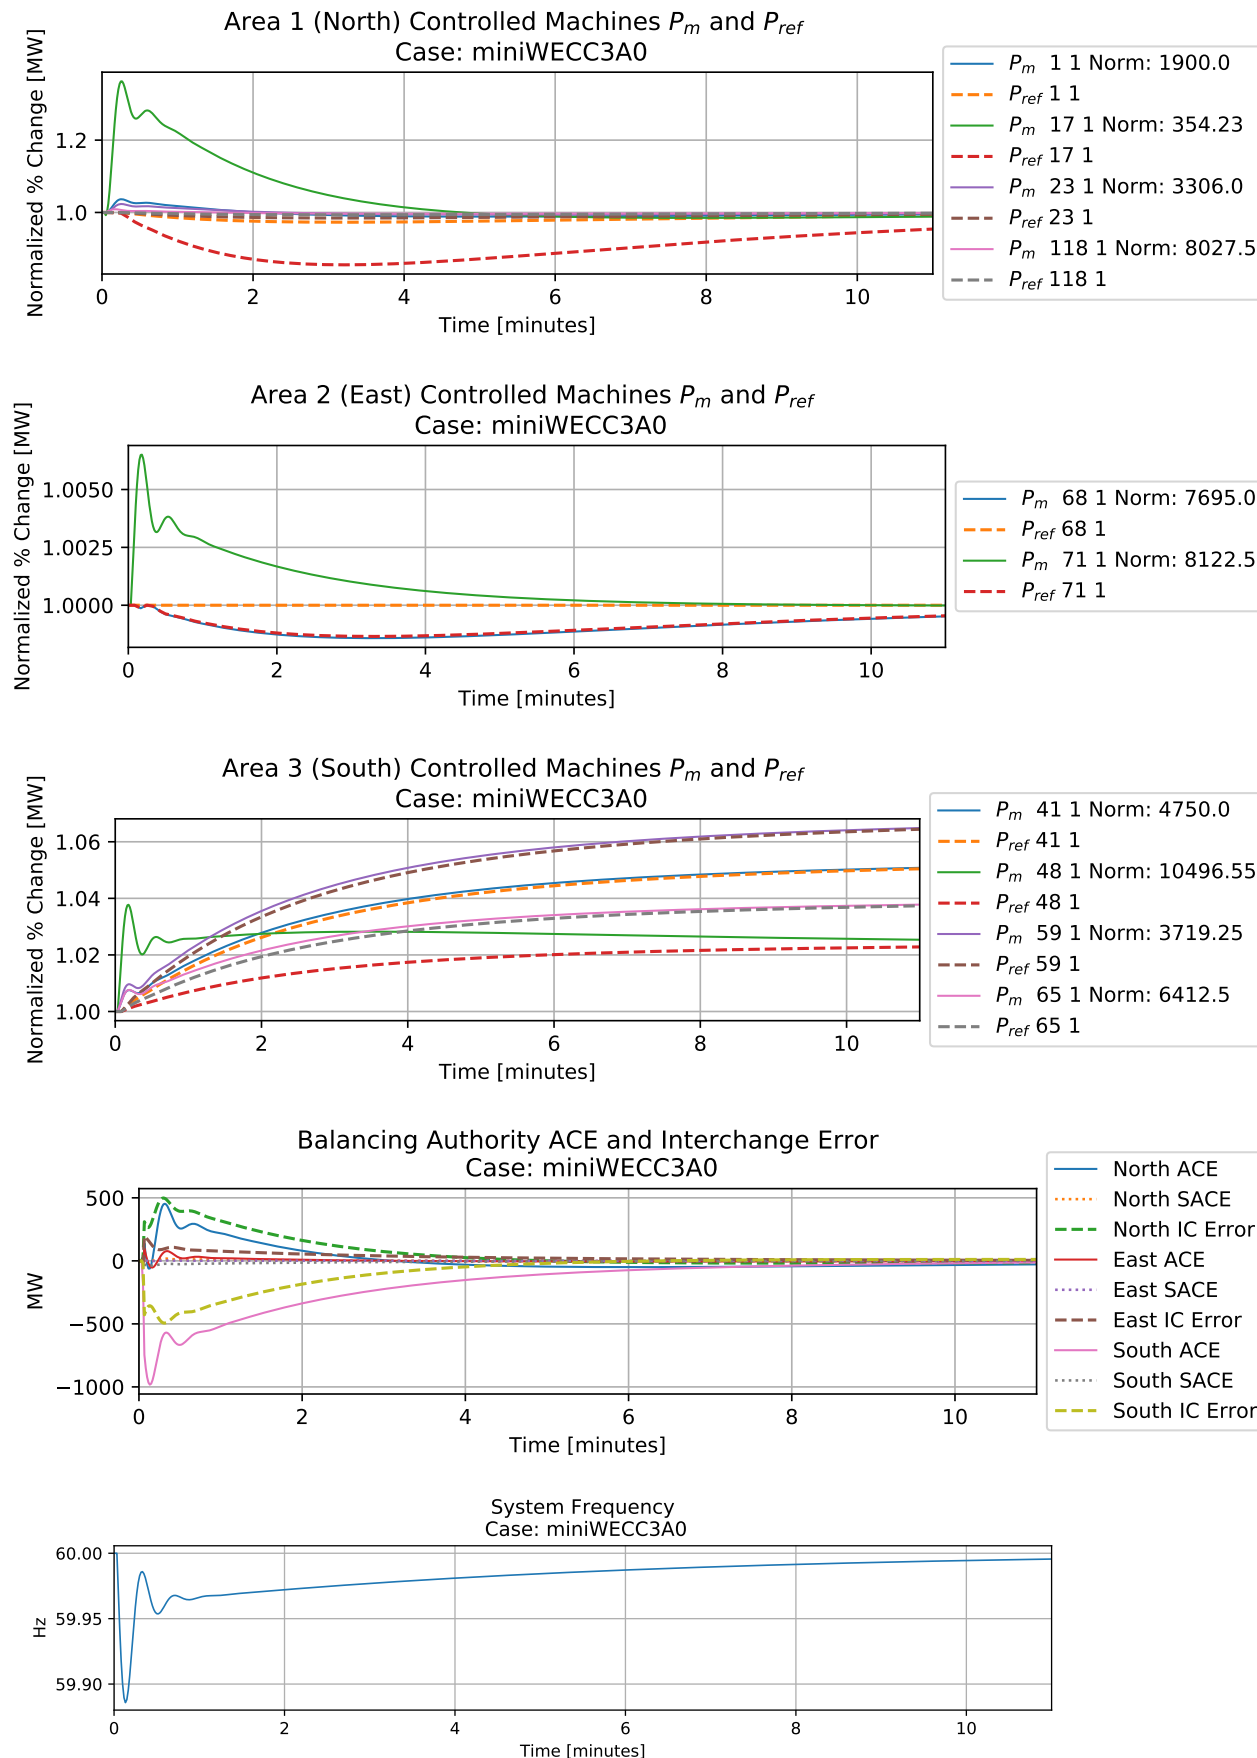 Area 1 (North) Controlled Machines P_m and P_ref
Case: miniWECC3A0
Normalized % Change [MW]
1.2
1.0
0 2 4 6 8 10
Time [minutes]
P_m 1 1 Norm: 1900.0
P_ref 1 1
P_m 17 1 Norm: 354.23
P_ref 17 1
P_m 23 1 Norm: 3306.0
P_ref 23 1
P_m 118 1 Norm: 8027.5
P_ref 118 1
Area 2 (East) Controlled Machines P_m and P_ref
Case: miniWECC3A0
Normalized % Change [MW]
1.0050
1.0025
1.0000
0 2 4 6 8 10
Time [minutes]
P_m 68 1 Norm: 7695.0
P_ref 68 1
P_m 71 1 Norm: 8122.5
P_ref 71 1
Area 3 (South) Controlled Machines P_m and P_ref
Case: miniWECC3A0
Normalized % Change [MW]
1.06
1.04
1.02
1.00
0 2 4 6 8 10
Time [minutes]
P_m 41 1 Norm: 4750.0
P_ref 41 1
P_m 48 1 Norm: 10496.55
P_ref 48 1
P_m 59 1 Norm: 3719.25
P_ref 59 1
P_m 65 1 Norm: 6412.5
P_ref 65 1
Balancing Authority ACE and Interchange Error
Case: miniWECC3A0
MW
500
0
−500
−1000
0 2 4 6 8 10
Time [minutes]
North ACE
North SACE
North IC Error
East ACE
East SACE
East IC Error
South ACE
South SACE
South IC Error
System Frequency
Case: miniWECC3A0
Hz
60.00
59.95
59.90
0 2 4 6 8 10
Time [minutes]